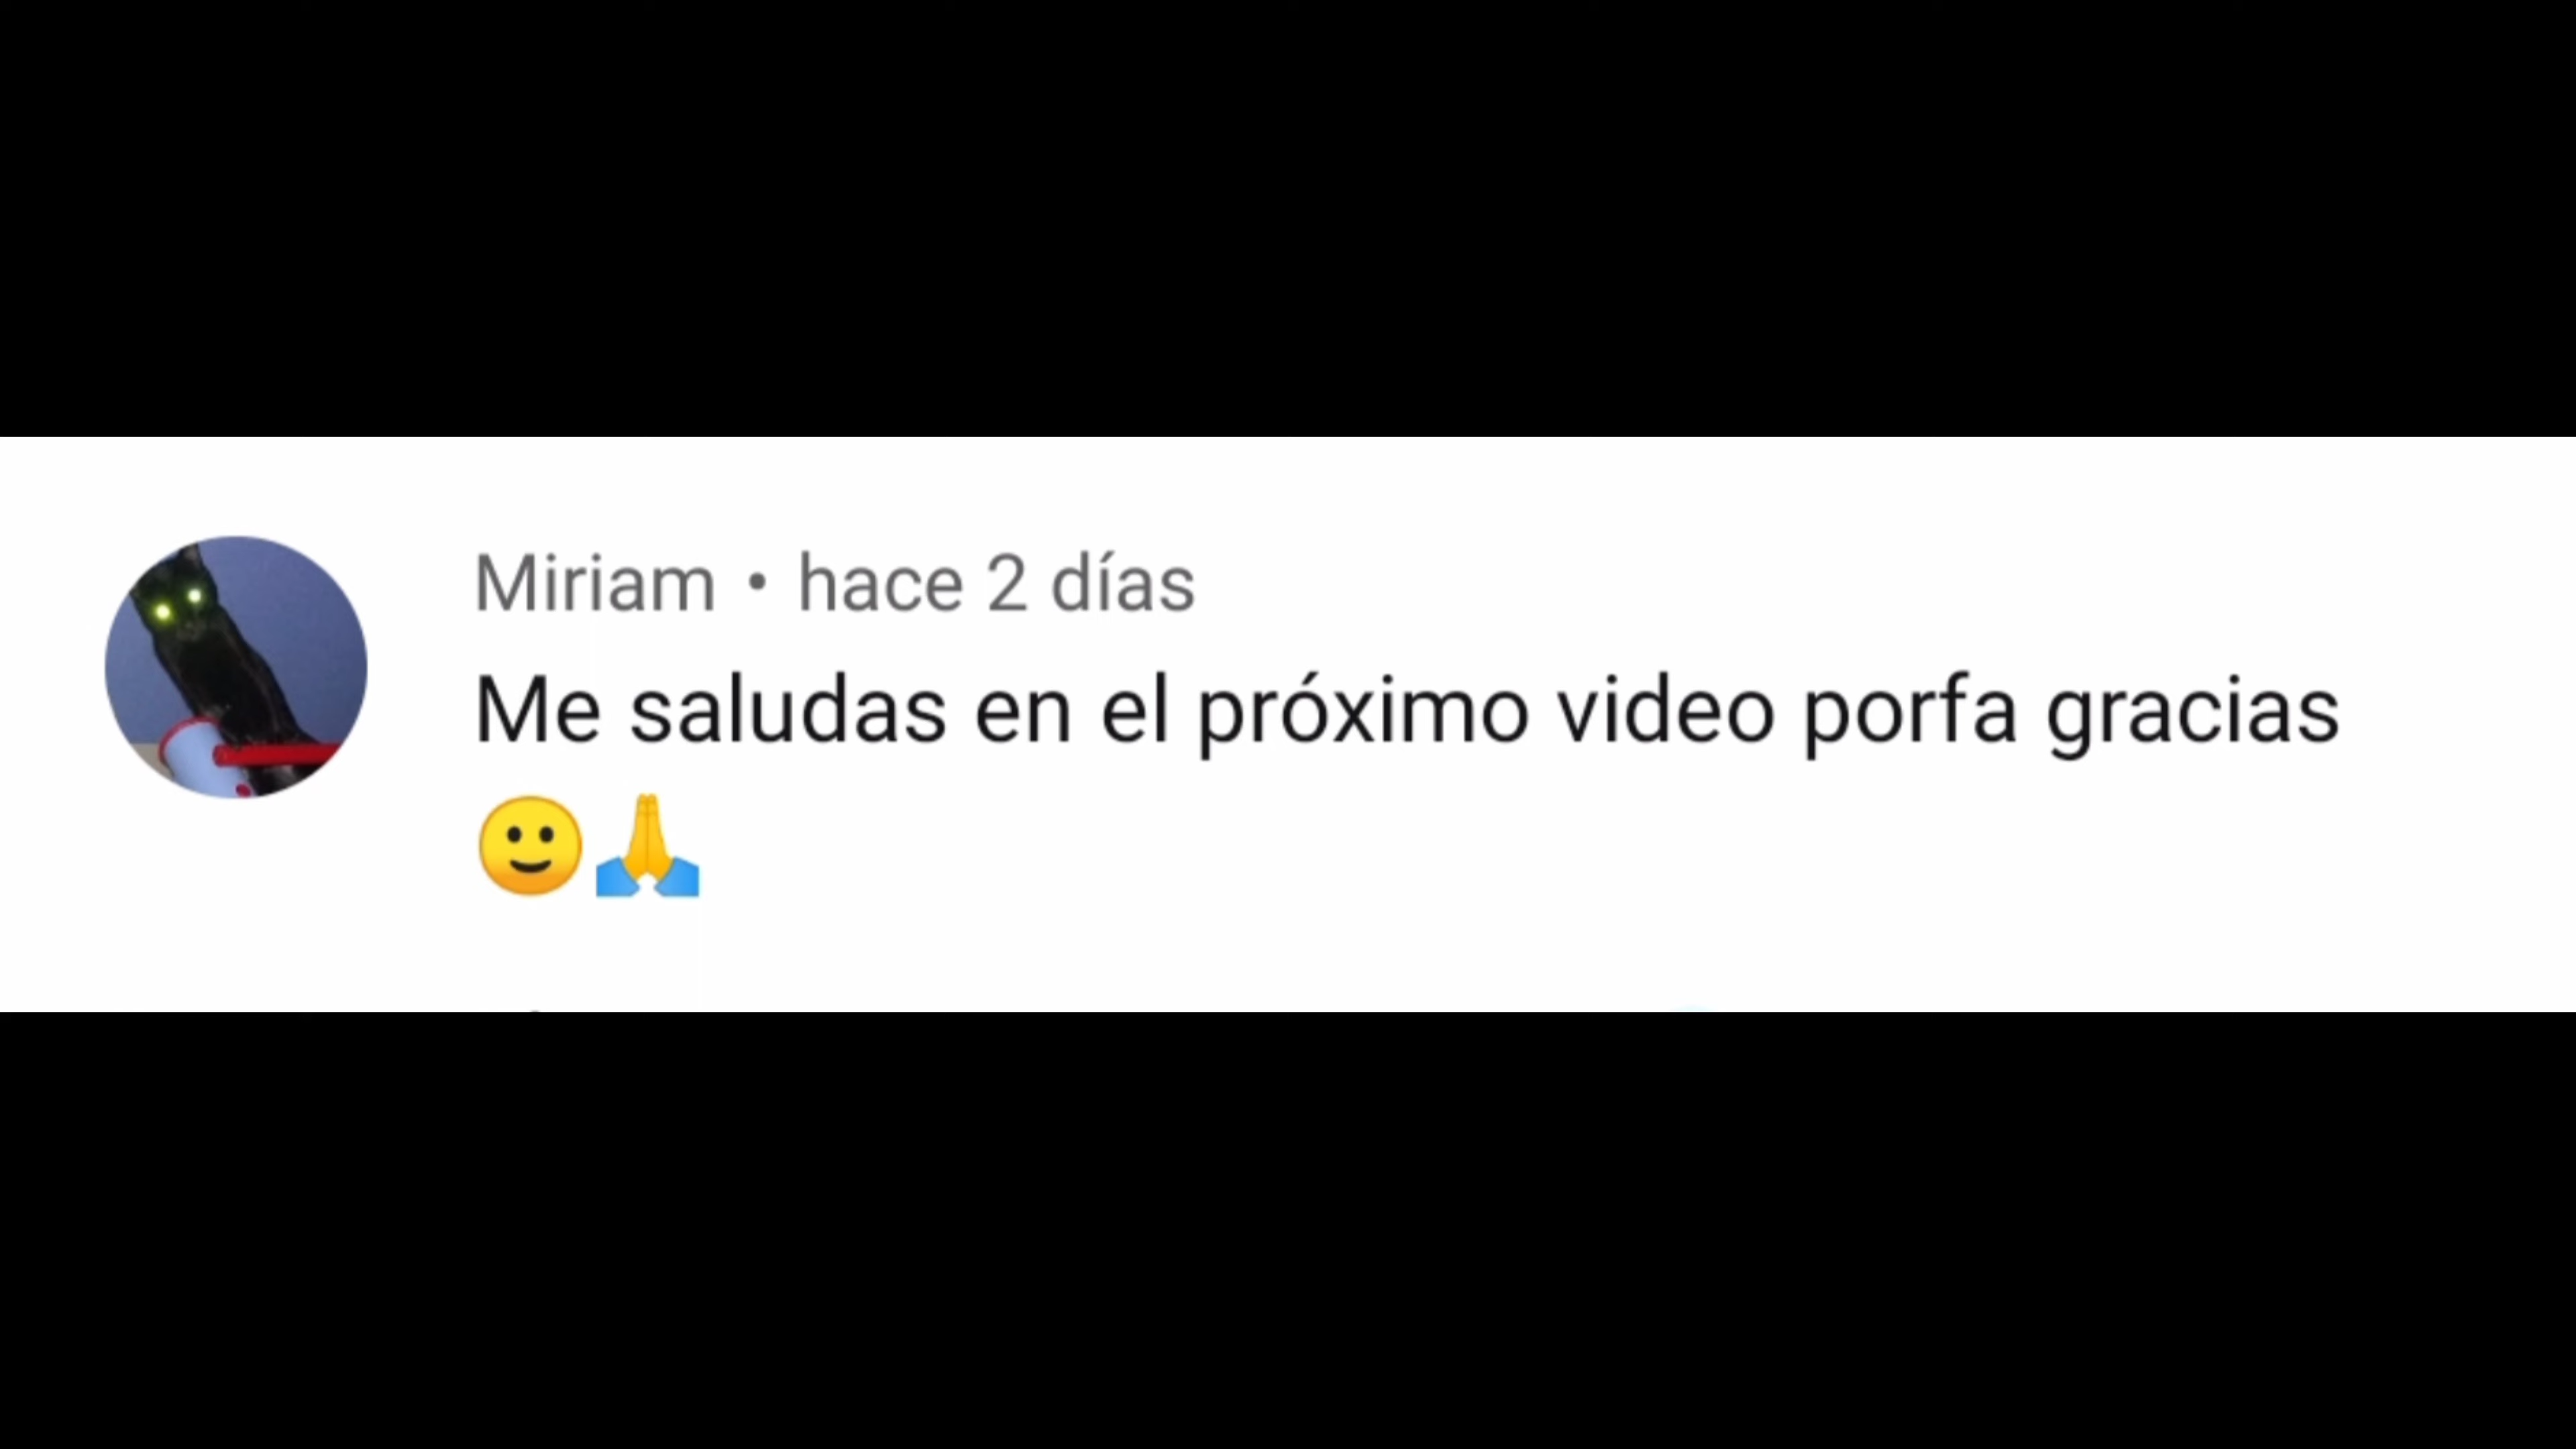 Miriam • hace 2 días
Me saludas en el próximo video porfa gracias
🙂🙏